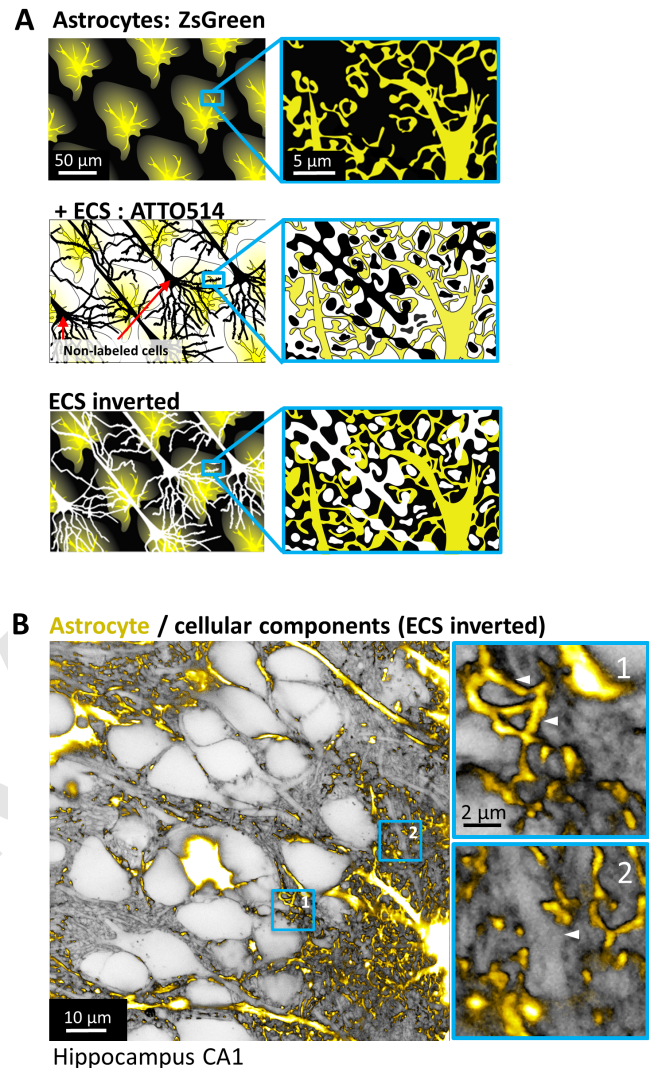 A Astrocytes: ZsGreen
50 µm
5 µm
+ ECS : ATTO514
Non-labeled cells
ECS inverted
B Astrocyte / cellular components (ECS inverted)
1
2 µm
2
1
2
10 µm
Hippocampus CA1